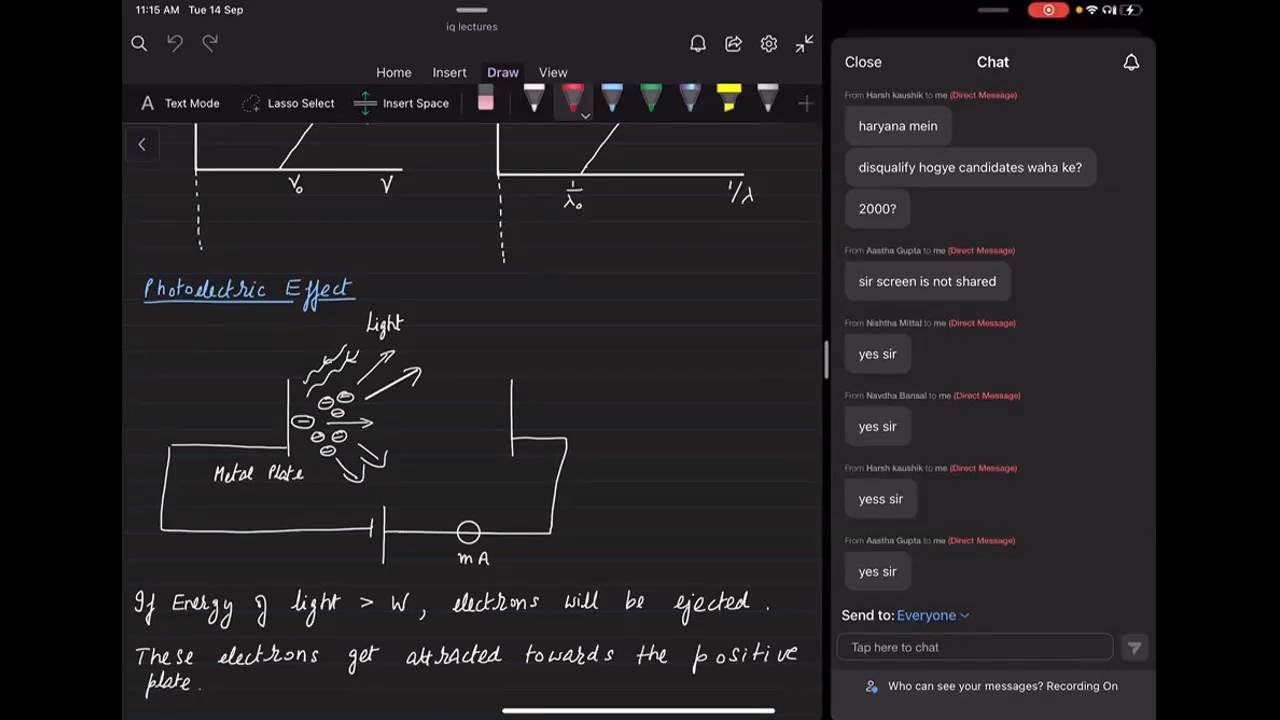 11:15 AM Tue 14 Sep
iq lectures
Home Insert Draw View
A Text Mode Lasso Select Insert Space
ν₀ ν
1/λ₀ 1/λ
Photoelectric Effect
Light
Metal Plate
mA
If Energy of light > W, electrons will be ejected.
These electrons get attracted towards the positive
plate.
Close Chat
From Harsh kaushik to me (Direct Message)
haryana mein
disqualify hogye candidates waha ke?
2000?
From Aastha Gupta to me (Direct Message)
sir screen is not shared
From Nishtha Mittal to me (Direct Message)
yes sir
From Navdha Bansal to me (Direct Message)
yes sir
From Harsh kaushik to me (Direct Message)
yess sir
From Aastha Gupta to me (Direct Message)
yes sir
Send to: Everyone
Tap here to chat
Who can see your messages? Recording On